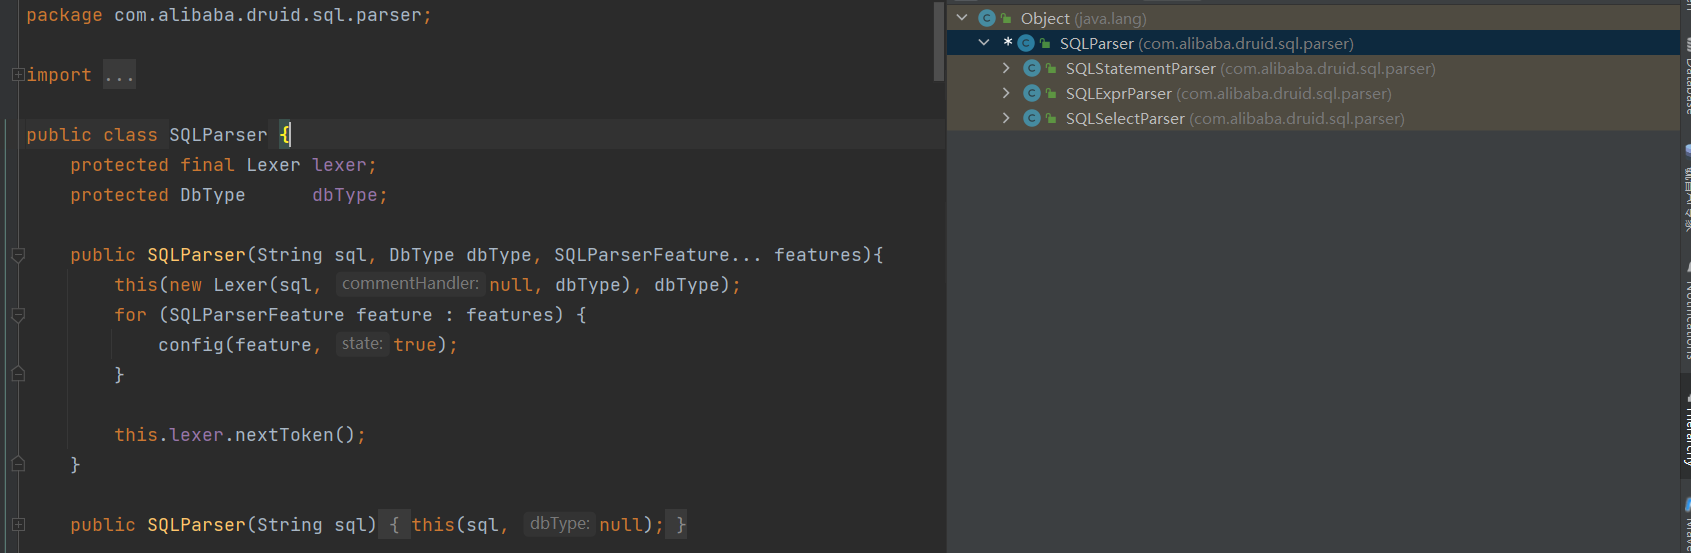 package com.alibaba.druid.sql.parser;
import ...
public class SQLParser {
protected final Lexer lexer;
protected DbType dbType;
public SQLParser(String sql, DbType dbType, SQLParserFeature... features){
this(new Lexer(sql, commentHandler: null, dbType), dbType);
for (SQLParserFeature feature : features) {
config(feature, state: true);
}
this.lexer.nextToken();
}
public SQLParser(String sql) { this(sql, dbType: null); }
Object (java.lang)
* SQLParser (com.alibaba.druid.sql.parser)
SQLStatementParser (com.alibaba.druid.sql.parser)
SQLExprParser (com.alibaba.druid.sql.parser)
SQLSelectParser (com.alibaba.druid.sql.parser)
Database
Notifications
Hierarchy